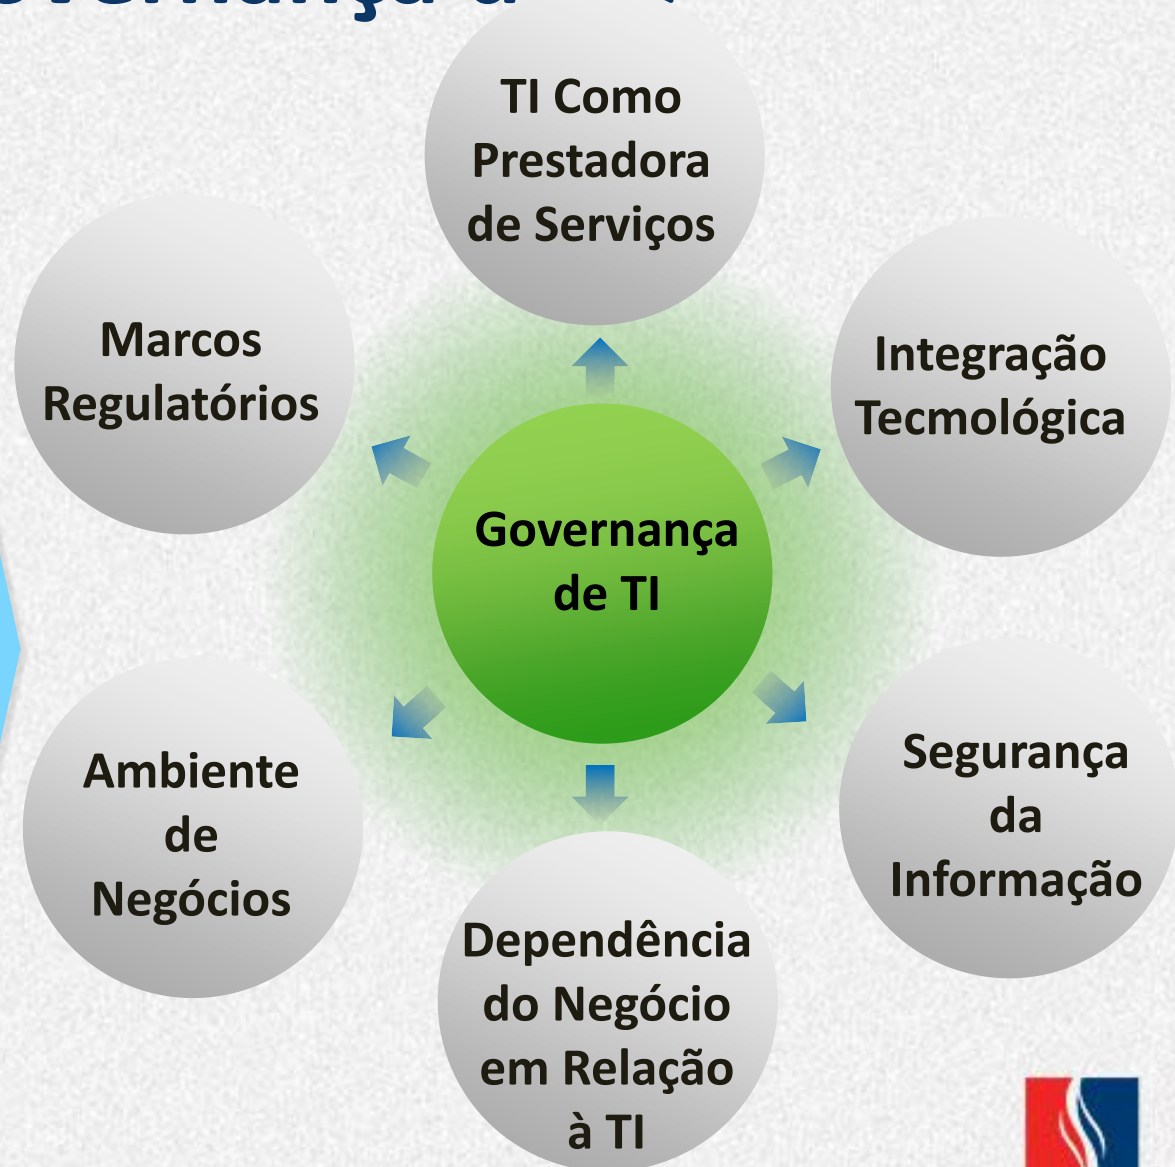 TI Como
Prestadora
de Serviços
Marcos
Regulatórios
Integração
Tecmológica
Governança
de TI
Ambiente
de
Negócios
Segurança
da
Informação
Dependência
do Negócio
em Relação
à TI